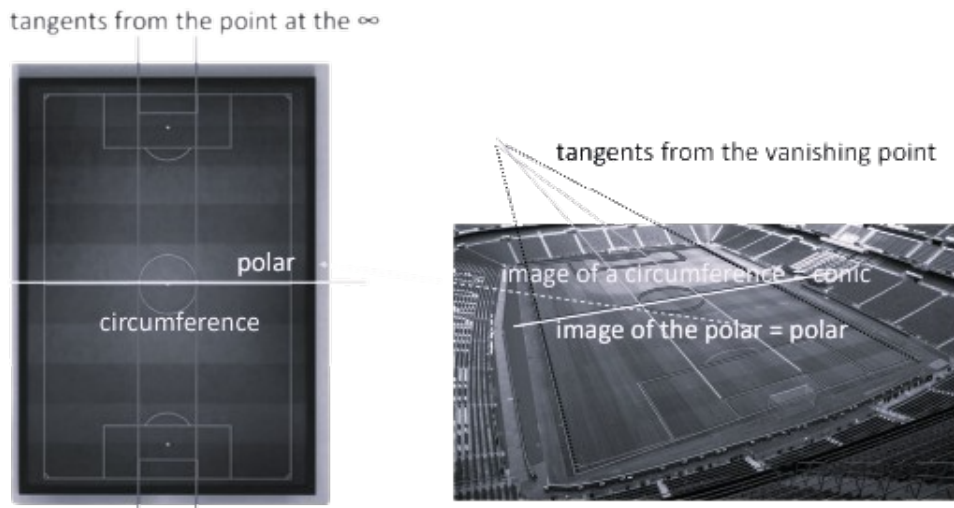 tangents from the point at the ∞
tangents from the vanishing point
polar
image of a circumference = conic
circumference
image of the polar = polar